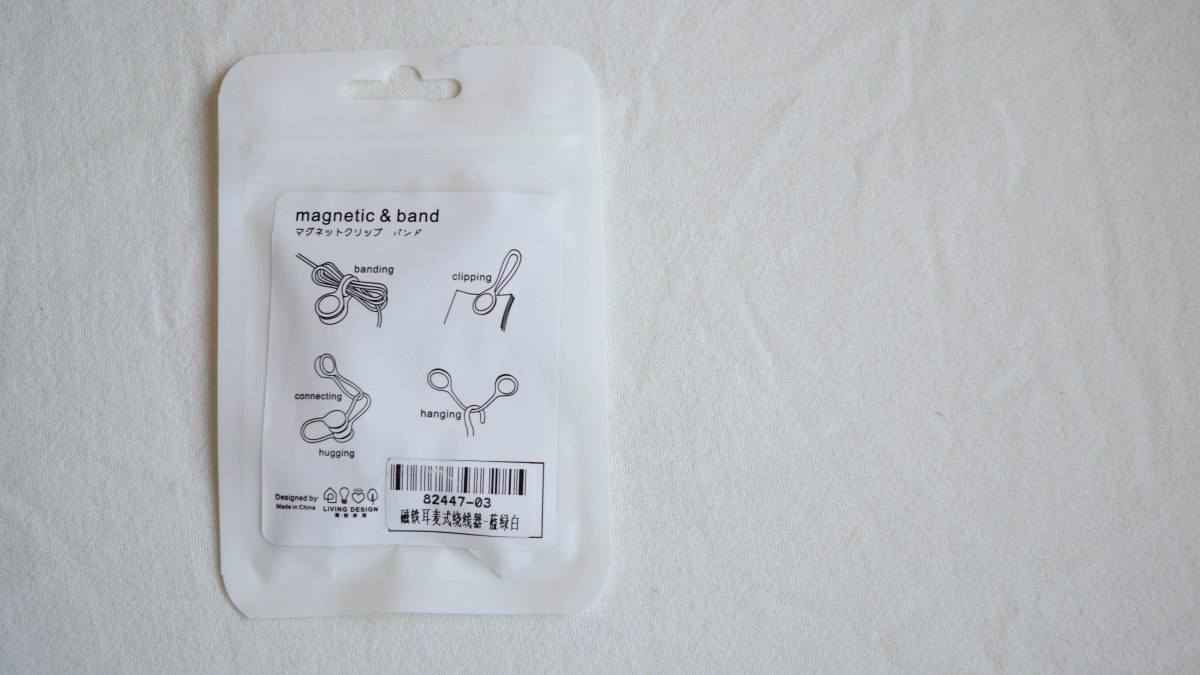 magnetic & band
マグネットクリップ バンド
banding
clipping
connecting
hanging
hugging
Designed by
Made in China
LIVING DESIGN
82447-03
磁铁耳麦式绕线器-蓝绿白